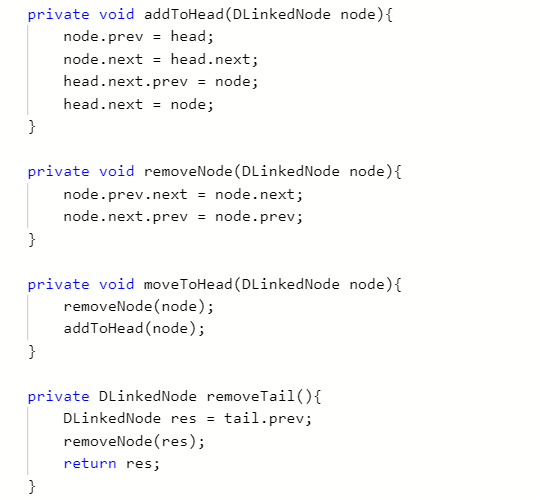 private void addToHead(DLinkedNode node){
    node.prev = head;
    node.next = head.next;
    head.next.prev = node;
    head.next = node;
}
private void removeNode(DLinkedNode node){
    node.prev.next = node.next;
    node.next.prev = node.prev;
}
private void moveToHead(DLinkedNode node){
    removeNode(node);
    addToHead(node);
}
private DLinkedNode removeTail(){
    DLinkedNode res = tail.prev;
    removeNode(res);
    return res;
}